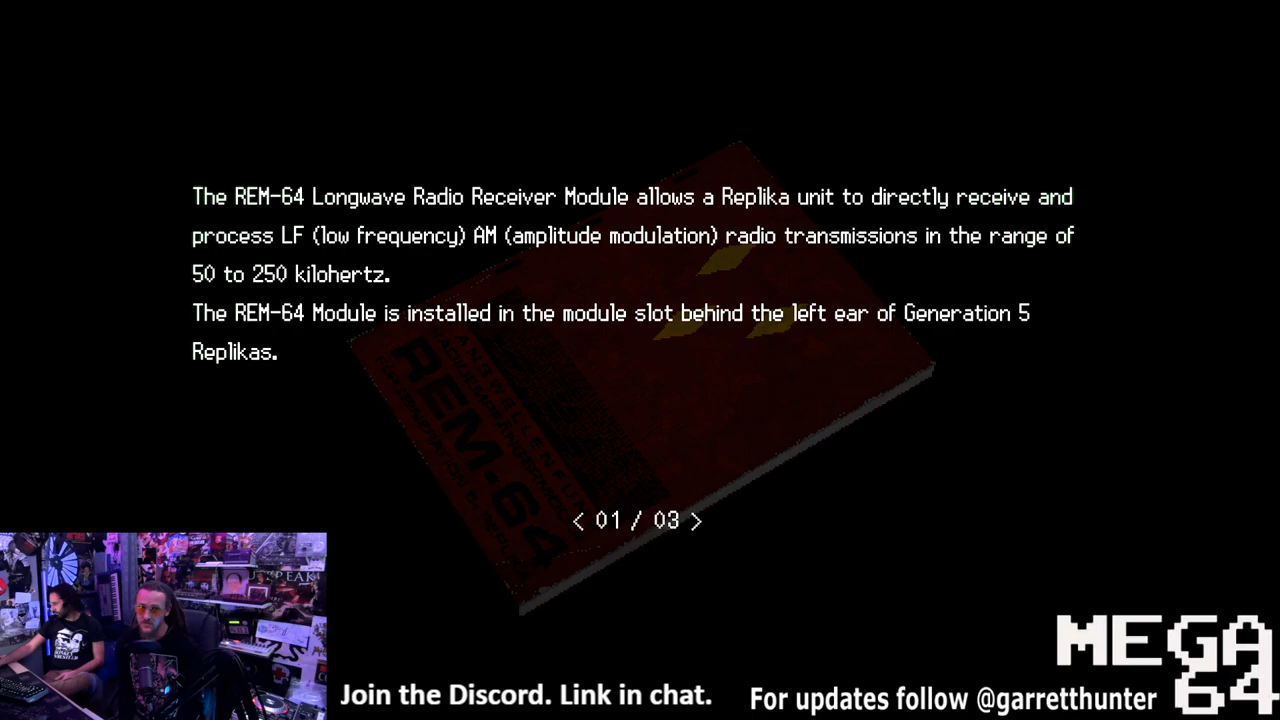 The REM-64 Longwave Radio Receiver Module allows a Replika unit to directly receive and
process LF (low frequency) AM (amplitude modulation) radio transmissions in the range of
50 to 250 kilohertz.
The REM-64 Module is installed in the module slot behind the left ear of Generation 5
Replikas.
REM-64
< 01 / 03 >
Join the Discord. Link in chat.
For updates follow @garretthunter
MEGA
64